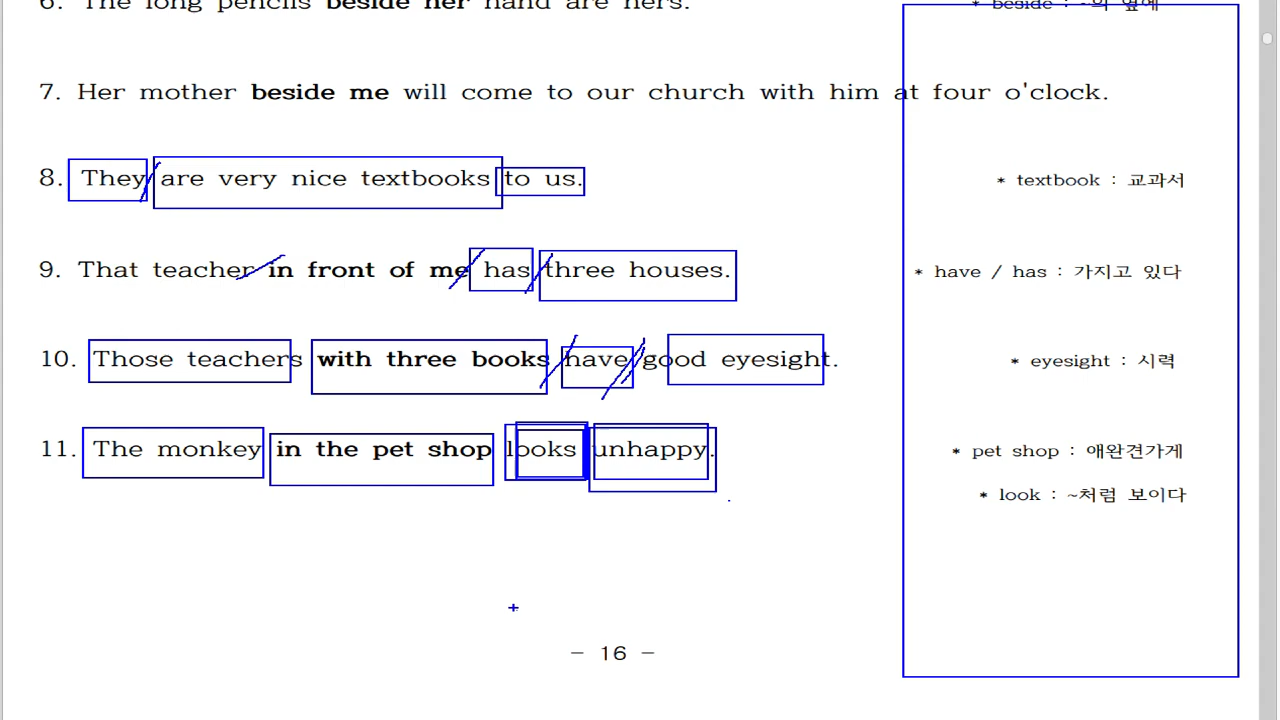 6. The long pencils beside her hand are hers.
* beside : ~의 옆에
7. Her mother beside me will come to our church with him at four o'clock.
8. They are very nice textbooks to us.
* textbook : 교과서
9. That teacher in front of me has three houses.
* have / has : 가지고 있다
10. Those teachers with three books have good eyesight.
* eyesight : 시력
11. The monkey in the pet shop looks unhappy.
* pet shop : 애완견가게
* look : ~처럼 보이다
- 16 -